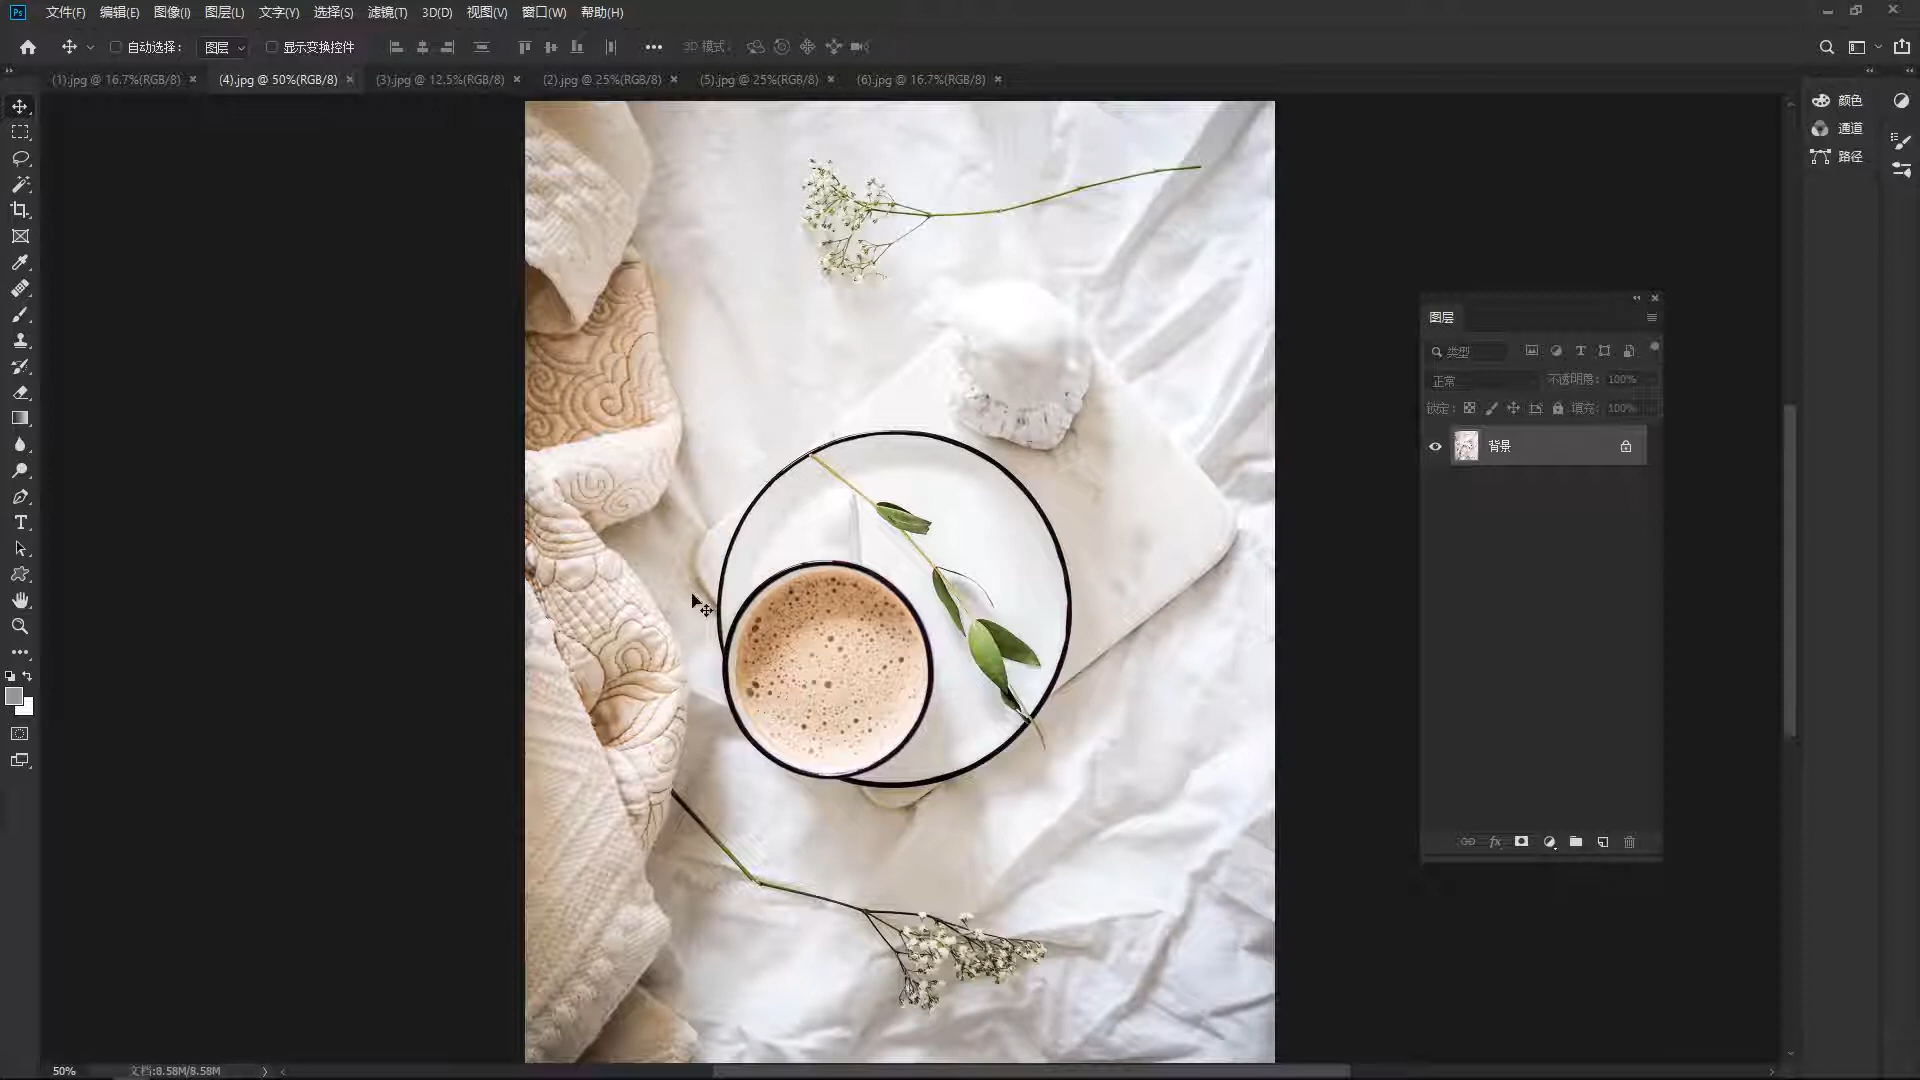 Ps 文件(F) 编辑(E) 图像(I) 图层(L) 文字(Y) 选择(S) 滤镜(T) 3D(D) 视图(V) 窗口(W) 帮助(H)
自动选择： 图层 显示变换控件 3D 模式：
(1).jpg @ 16.7%(RGB/8) × (4).jpg @ 50%(RGB/8) × (3).jpg @ 12.5%(RGB/8) × (2).jpg @ 25%(RGB/8) × (5).jpg @ 25%(RGB/8) × (6).jpg @ 16.7%(RGB/8) ×
颜色
通道
路径
图层
类型
正常 不透明度： 100%
锁定： 填充： 100%
背景
fx
50% 文档:8.58M/8.58M